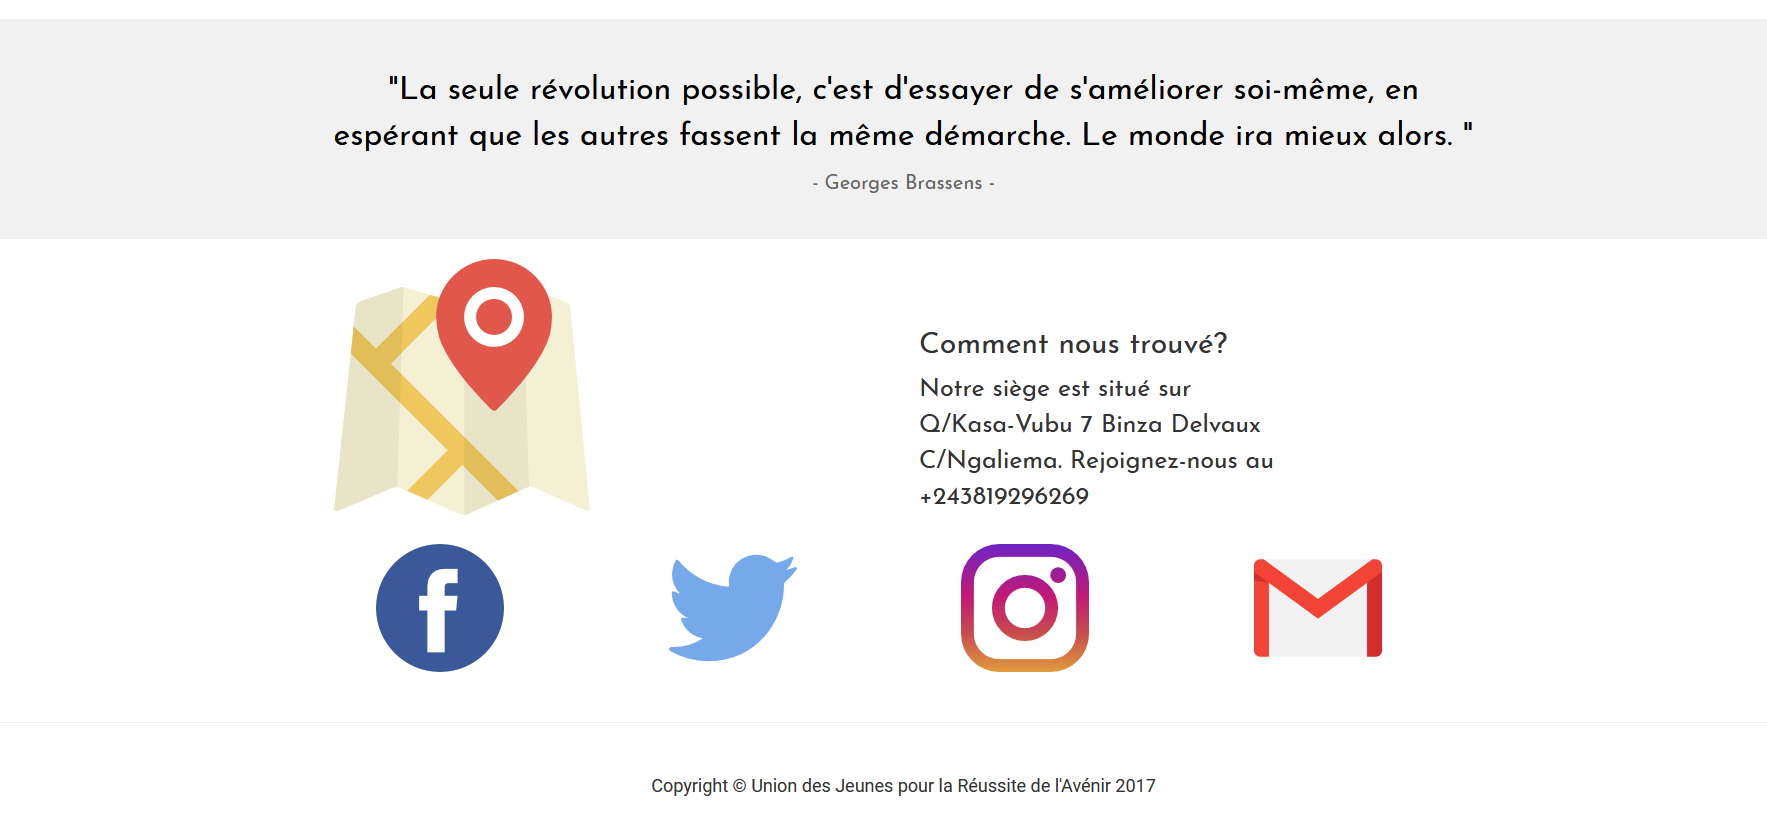 "La seule révolution possible, c'est d'essayer de s'améliorer soi-même, en
espérant que les autres fassent la même démarche. Le monde ira mieux alors. "
- Georges Brassens -
Comment nous trouvé?
Notre siège est situé sur
Q/Kasa-Vubu 7 Binza Delvaux
C/Ngaliema. Rejoignez-nous au
+243819296269
Copyright © Union des Jeunes pour la Réussite de l'Avénir 2017